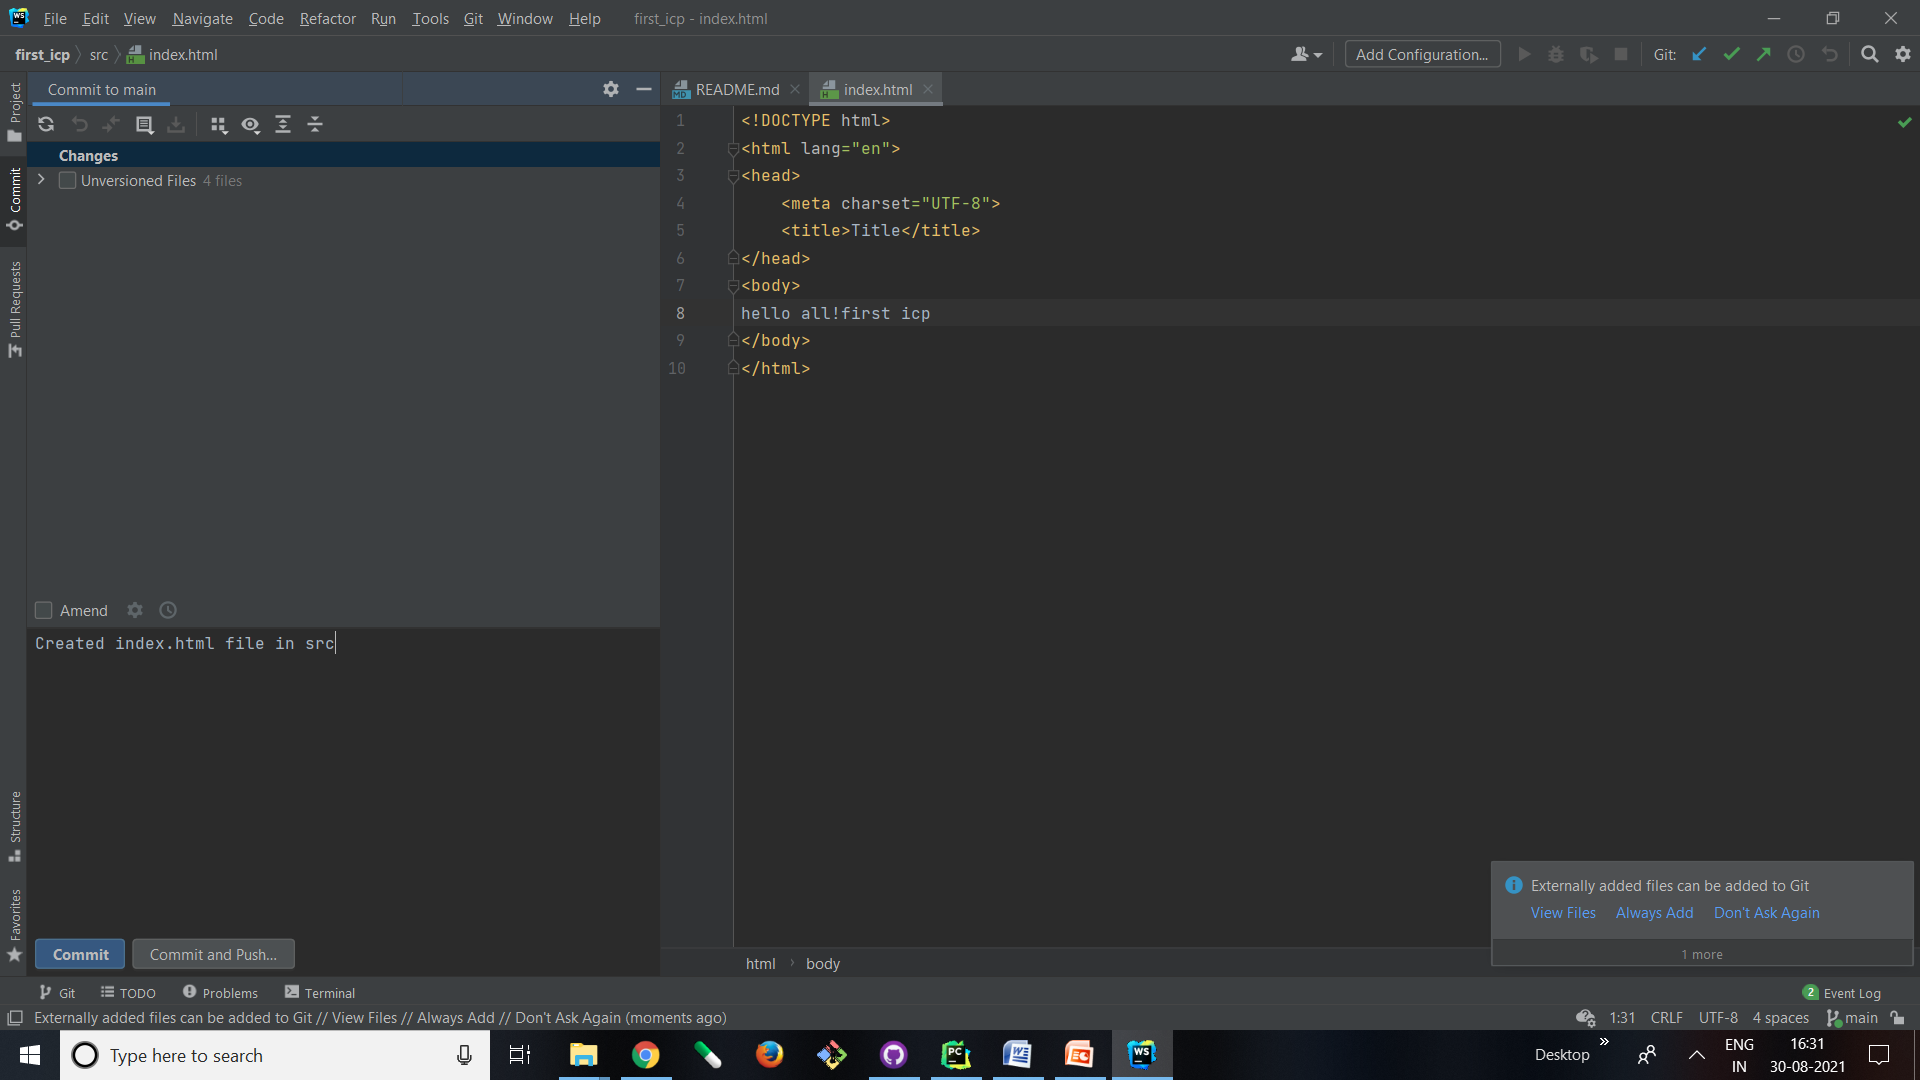 File Edit View Navigate Code Refactor Run Tools Git Window Help first_icp - index.html
first_icp src index.html Add Configuration... Git:
Project
Commit
Pull Requests
Structure
Favorites
Commit to main
Changes
Unversioned Files 4 files
Amend
Created index.html file in src
Commit Commit and Push...
README.md index.html
1 <!DOCTYPE html>
2 <html lang="en">
3 <head>
4 <meta charset="UTF-8">
5 <title>Title</title>
6 </head>
7 <body>
8 hello all!first icp
9 </body>
10 </html>
Externally added files can be added to Git
View Files Always Add Don't Ask Again
1 more
html body
Git TODO Problems Terminal 2 Event Log
Externally added files can be added to Git // View Files // Always Add // Don't Ask Again (moments ago) 1:31 CRLF UTF-8 4 spaces main
Type here to search Desktop ENG IN 16:31 30-08-2021